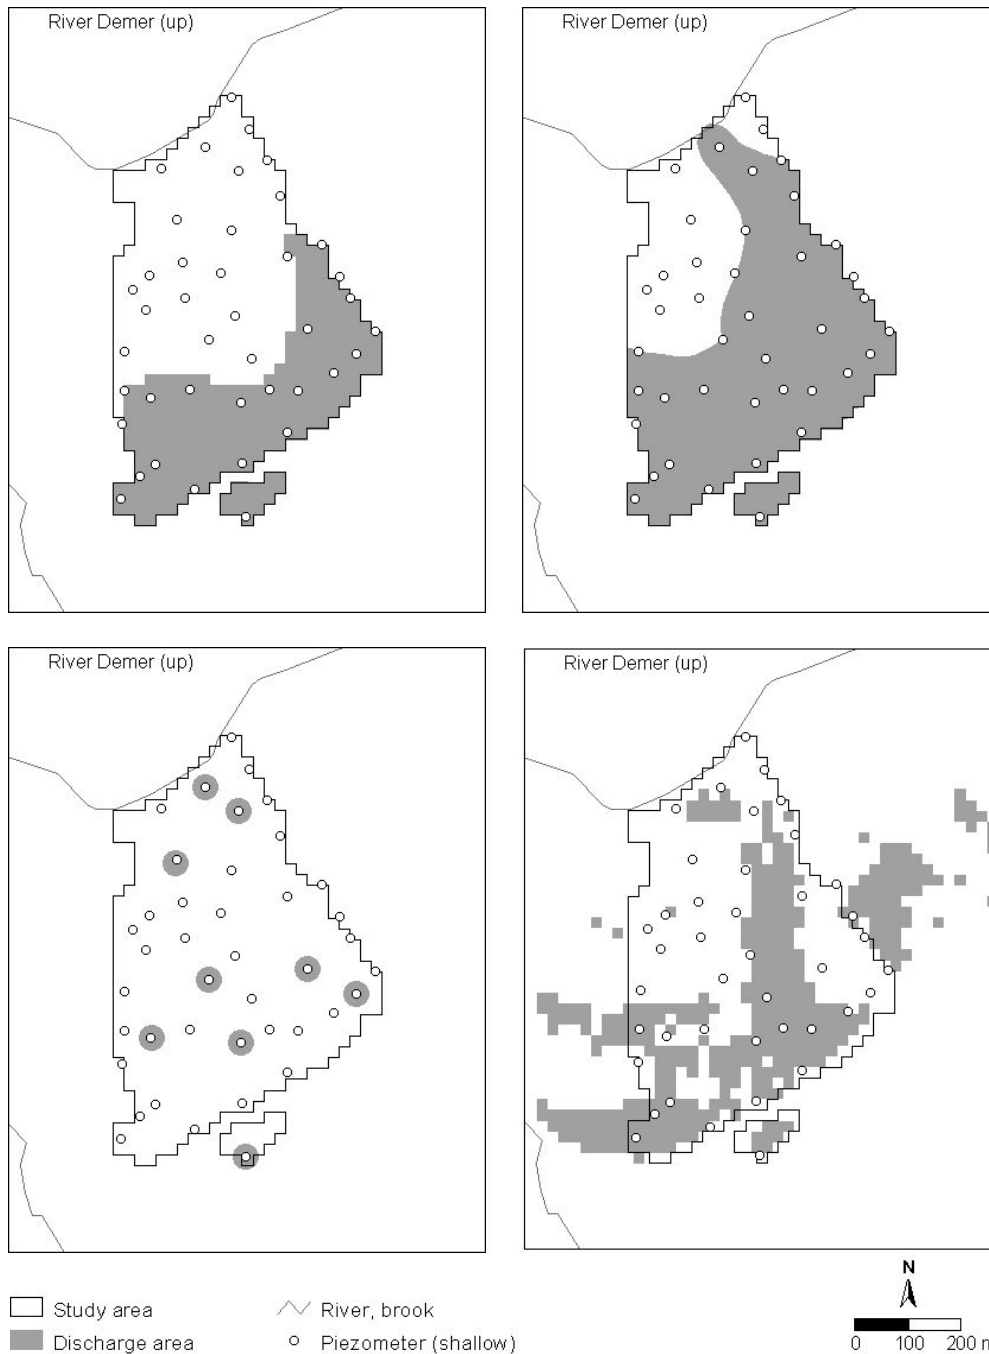 River Demer (up)
River Demer (up)
River Demer (up)
River Demer (up)
N
Study area
River, brook
Discharge area
Piezometer (shallow)
0 100 200 m